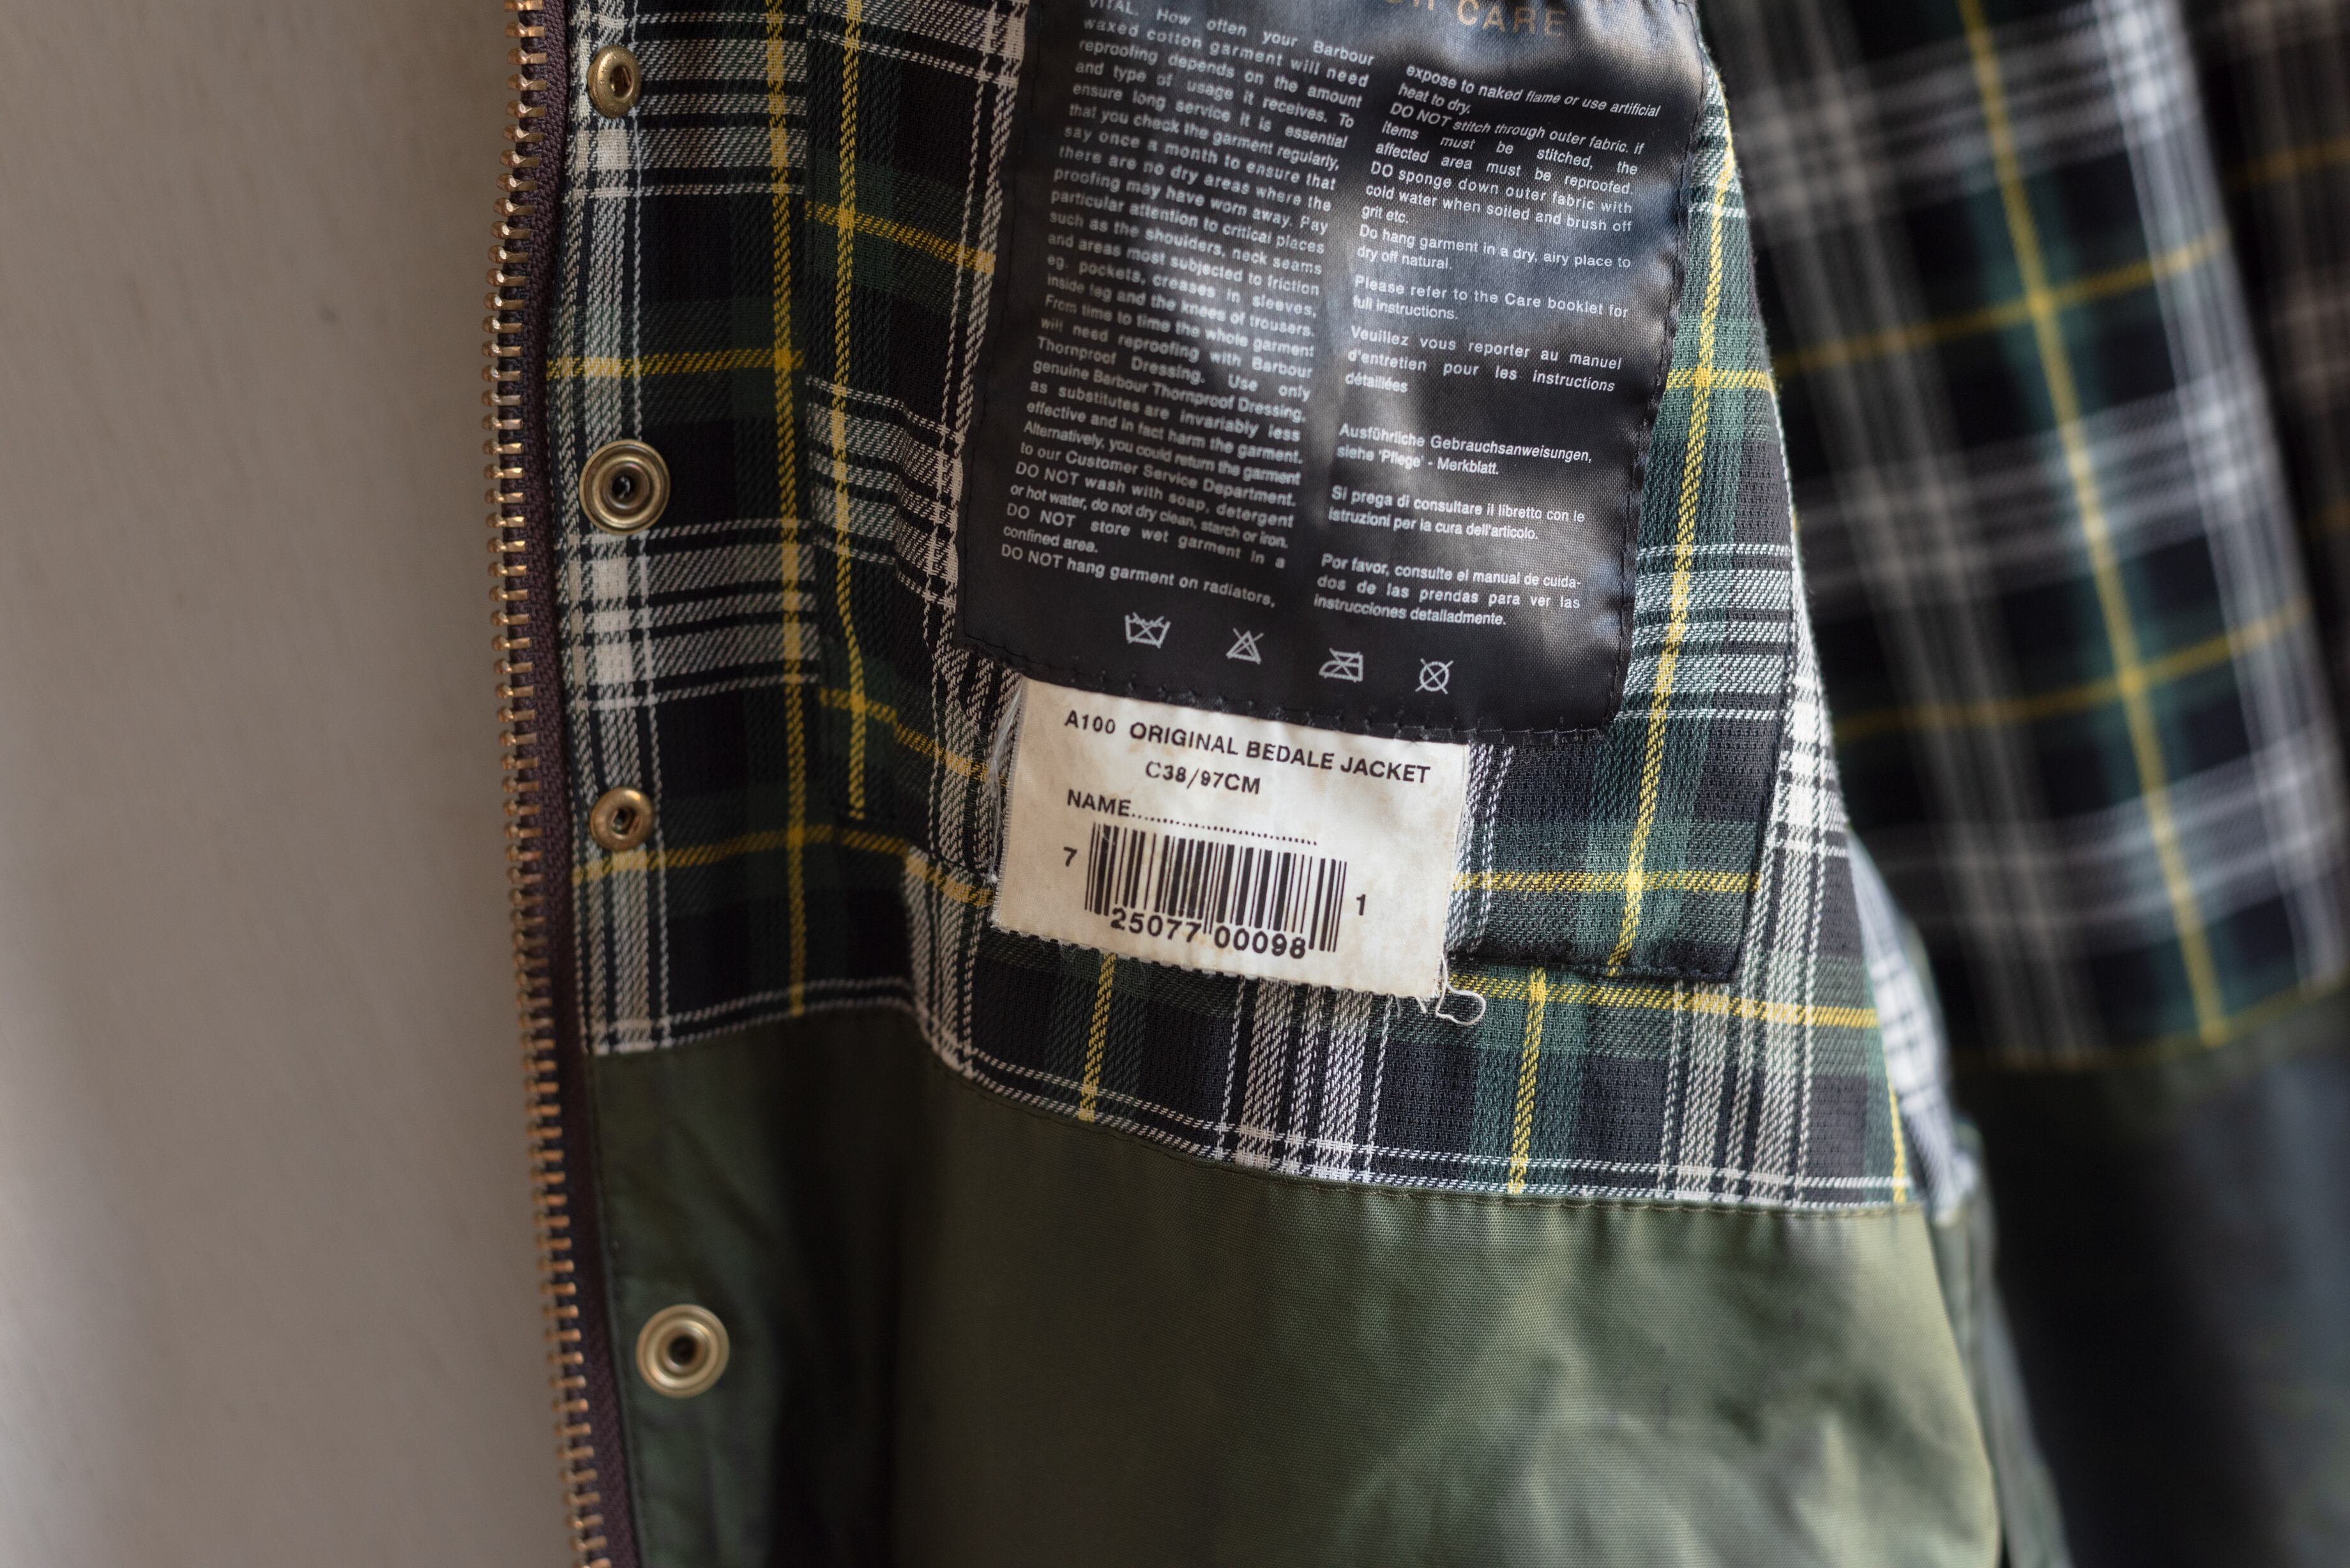 CARE
VITAL. How often your Barbour
waxed cotton garment will need
reproofing depends on the amount
and type of usage it receives. To
ensure long service it is essential
that you check the garment regularly,
say once a month to ensure that
there are no dry areas where the
proofing may have worn away. Pay
particular attention to critical places
such as the shoulders, neck seams
and areas most subjected to friction
eg. pockets, creases in sleeves,
inside leg and the knees of trousers.
From time to time the whole garment
will need reproofing with Barbour
Thornproof Dressing. Use only
genuine Barbour Thornproof Dressing,
as substitutes are invariably less
effective and in fact harm the garment.
Alternatively, you could return the garment
to our Customer Service Department.
DO NOT wash with soap, detergent
or hot water, do not dry clean, starch or iron.
DO NOT store wet garment in a
confined area.
DO NOT hang garment on radiators,
expose to naked flame or use artificial
heat to dry.
DO NOT stitch through outer fabric. If
items must be stitched, the
affected area must be reproofed.
DO sponge down outer fabric with
cold water when soiled and brush off
grit etc.
Do hang garment in a dry, airy place to
dry off natural.
Please refer to the Care booklet for
full instructions.
Veuillez vous reporter au manuel
d'entretien pour les instructions
détaillées
Ausführliche Gebrauchsanweisungen,
siehe 'Pflege' - Merkblatt.
Si prega di consultare il libretto con le
istruzioni per la cura dell'articolo.
Por favor, consulte el manual de cuida-
dos de las prendas para ver las
instrucciones detalladmente.
A100 ORIGINAL BEDALE JACKET
C38/97CM
NAME..............................
7 25077 00098 1